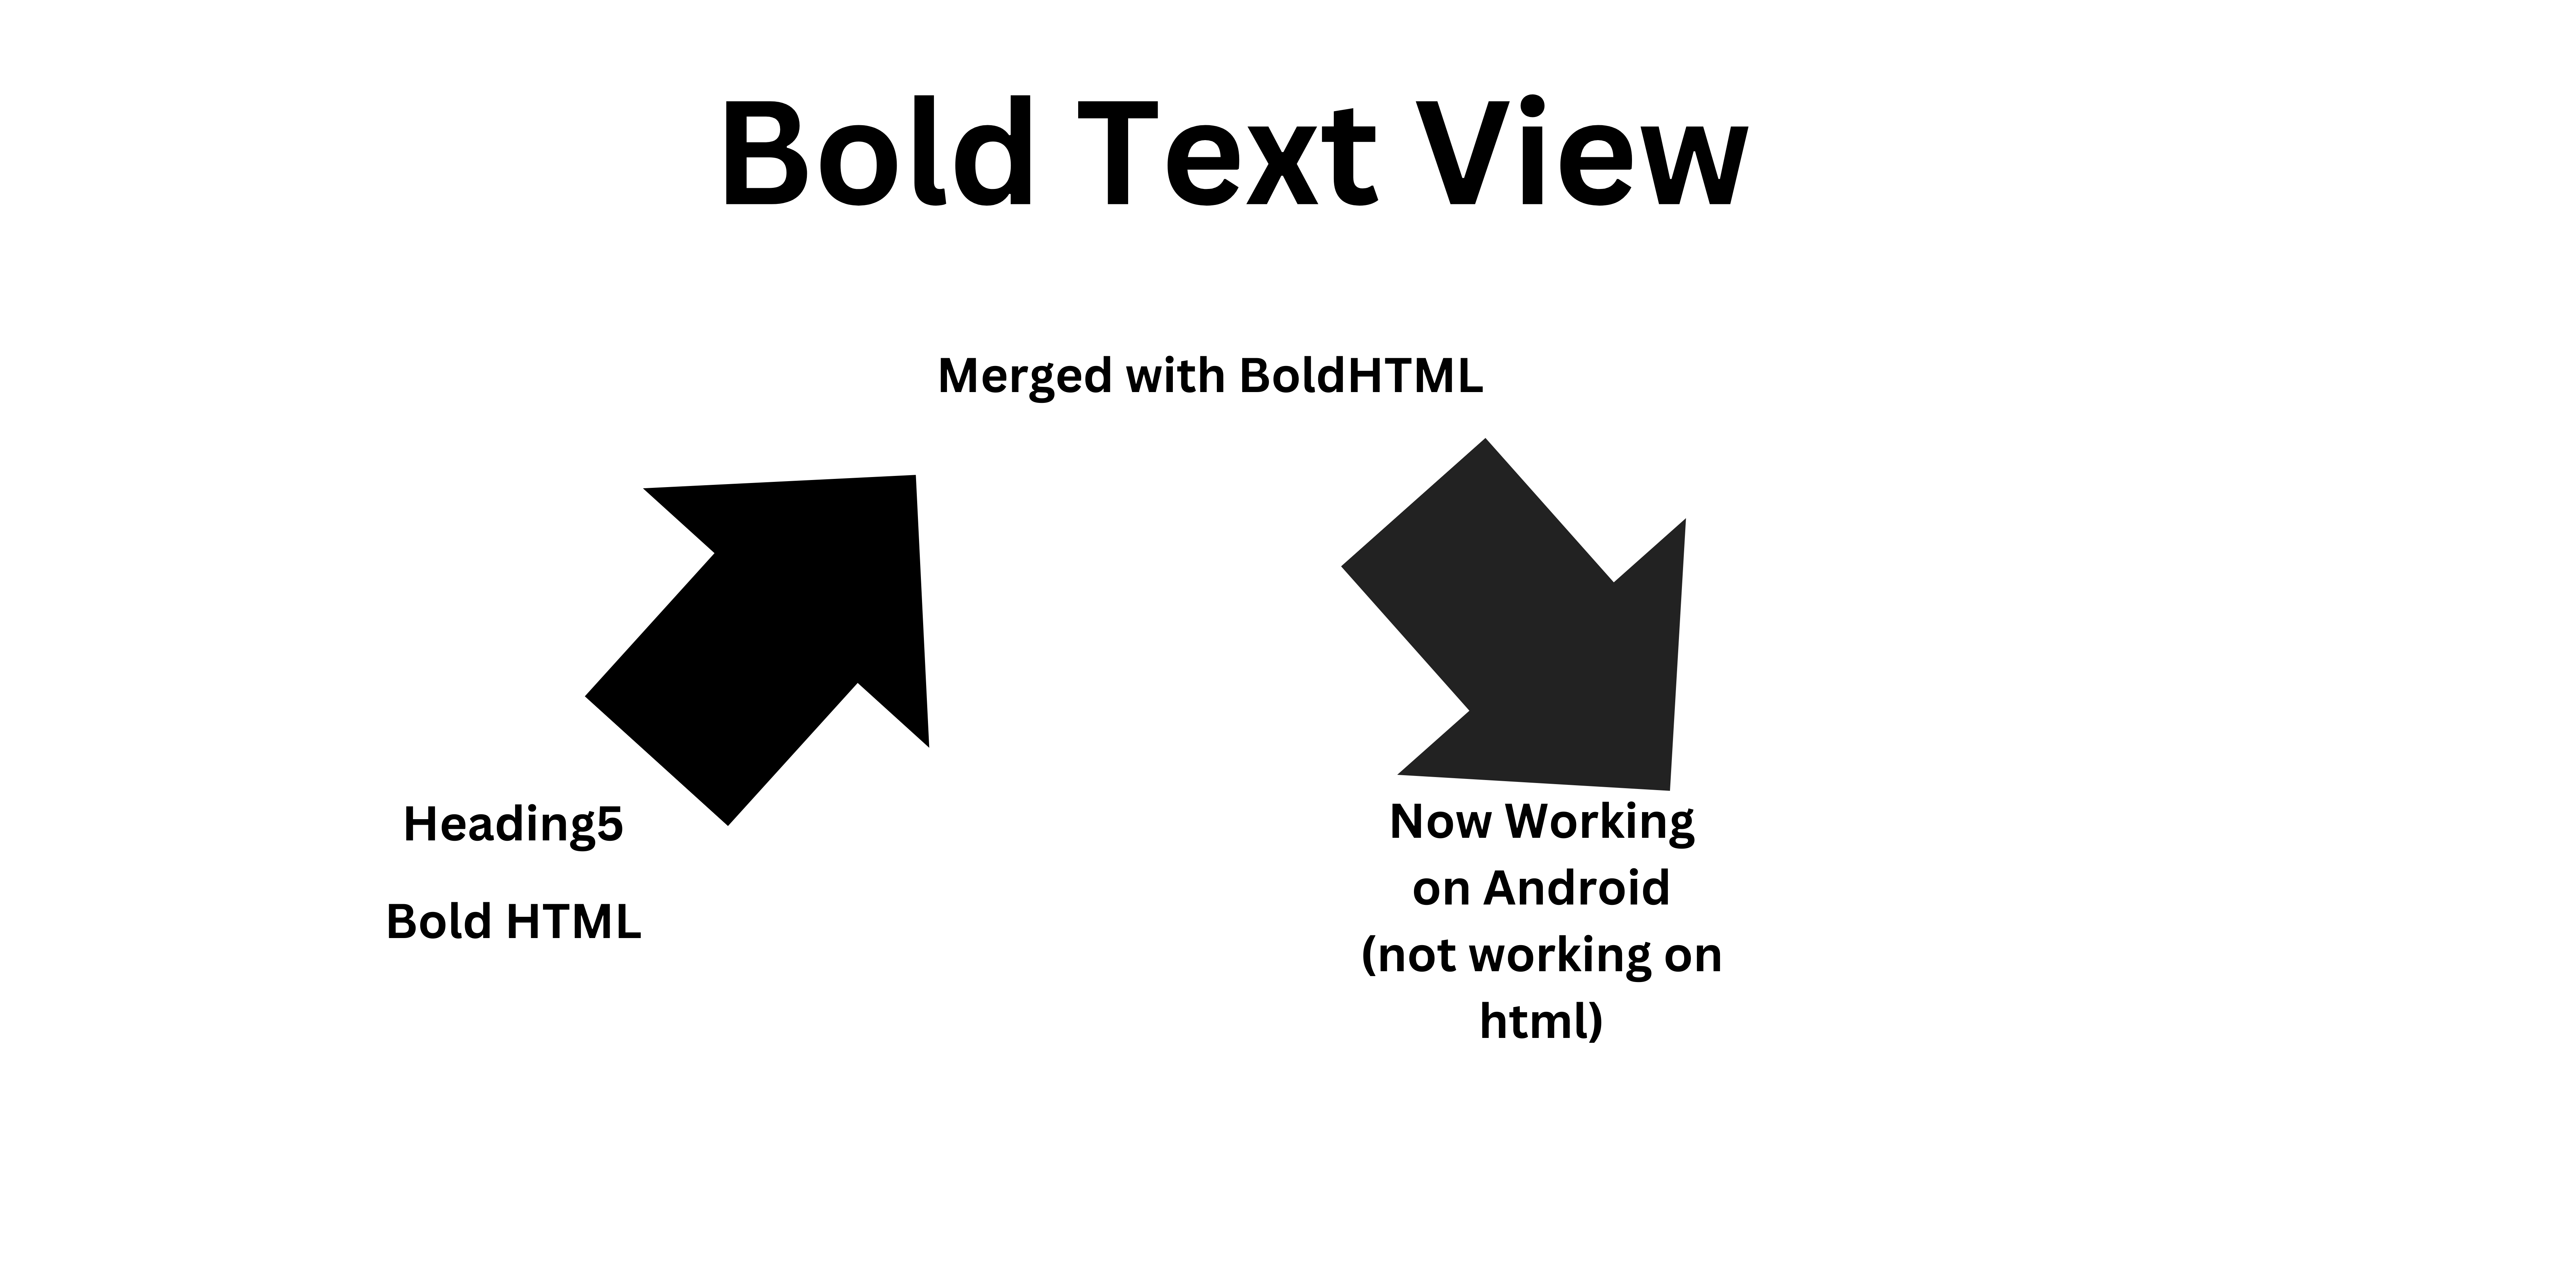 Bold Text View
Merged with BoldHTML
Heading5
Bold HTML
Now Working
on Android
(not working on
html)